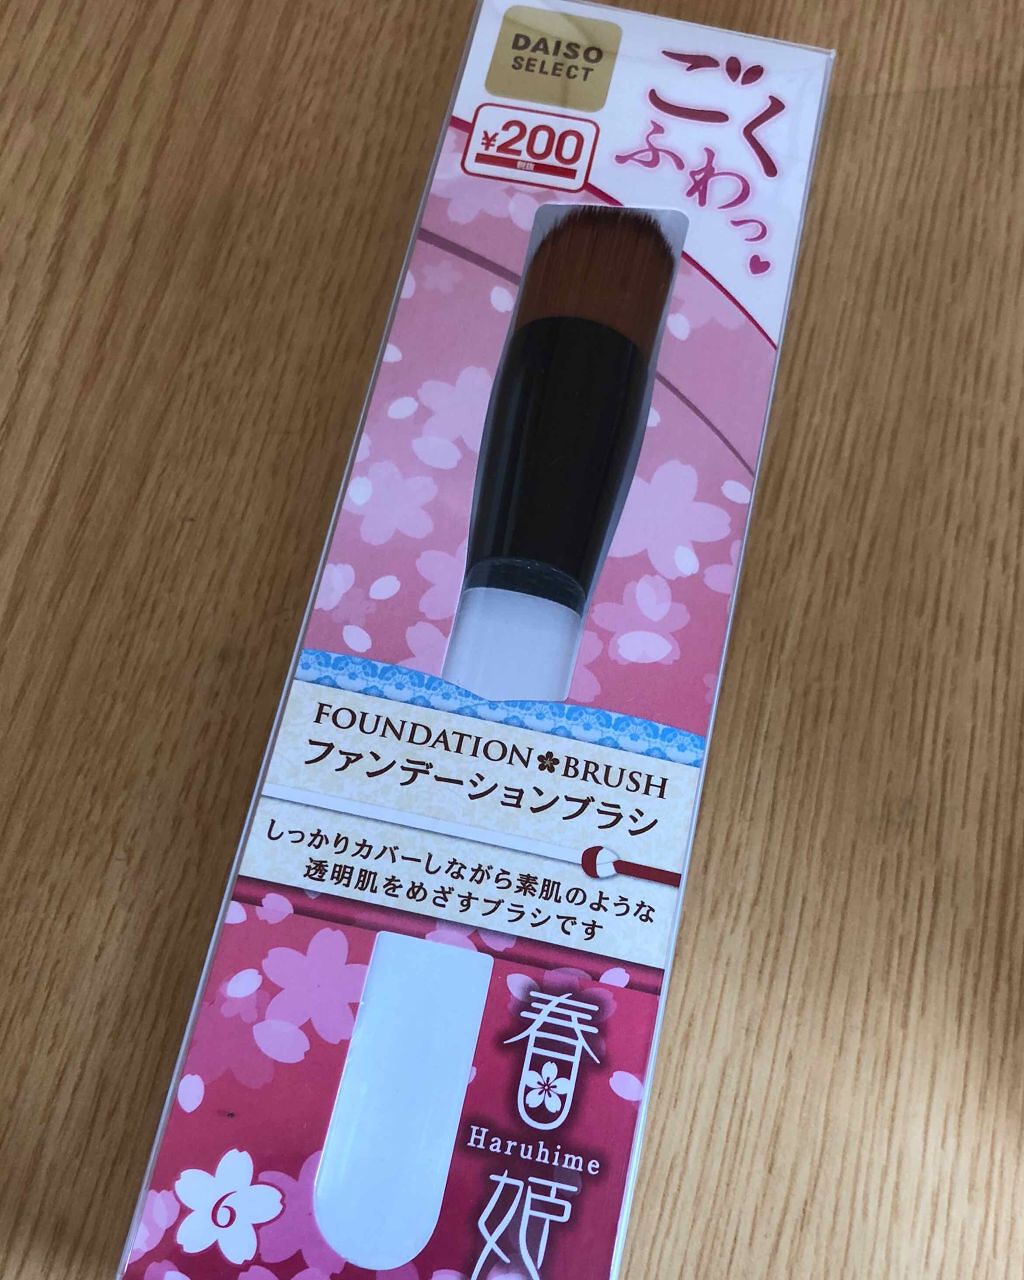 DAISO
SELECT
¥200
税抜
ごく
ふわっ
FOUNDATION BRUSH
ファンデーションブラシ
しっかりカバーしながら素肌のような
透明肌をめざすブラシです
春
Haruhime
姫
6